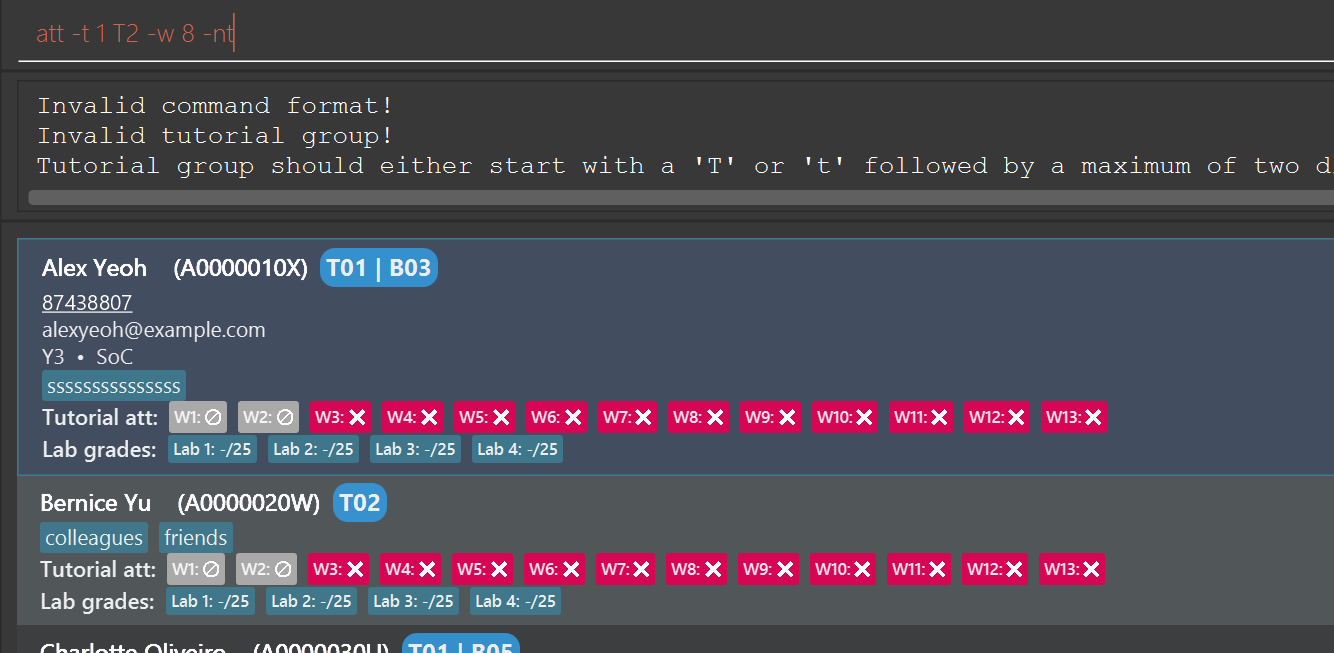 att -t 1 T2 -w 8 -nt
Invalid command format!
Invalid tutorial group!
Tutorial group should either start with a 'T' or 't' followed by a maximum of two
Alex Yeoh (A0000010X) T01 | B03
87438807
alexyeoh@example.com
Y3 • SoC
sssssssssssssss
Tutorial att: W1: W2: W3: W4: W5: W6: W7: W8: W9: W10: W11: W12: W13:
Lab grades: Lab 1: -/25 Lab 2: -/25 Lab 3: -/25 Lab 4: -/25
Bernice Yu (A0000020W) T02
colleagues friends
Tutorial att: W1: W2: W3: W4: W5: W6: W7: W8: W9: W10: W11: W12: W13:
Lab grades: Lab 1: -/25 Lab 2: -/25 Lab 3: -/25 Lab 4: -/25
Charlotte Oliveiro (A0000030U) T01 | B05